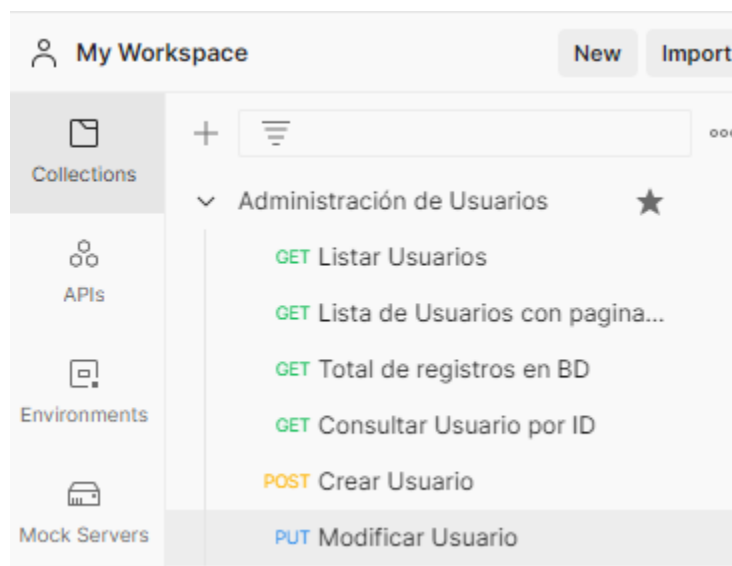 My Workspace
New
Import
Collections
APIs
Environments
Mock Servers
Administración de Usuarios
GET Listar Usuarios
GET Lista de Usuarios con pagina...
GET Total de registros en BD
GET Consultar Usuario por ID
POST Crear Usuario
PUT Modificar Usuario